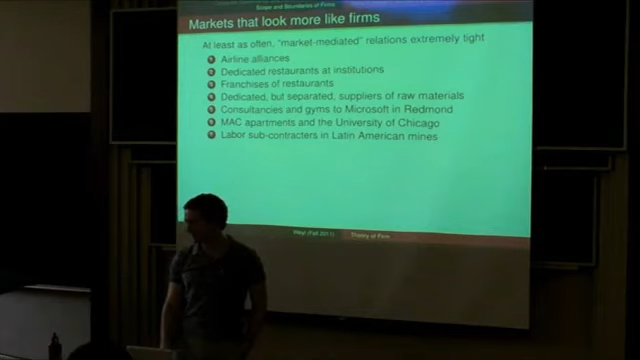 Scope and Boundaries of Firms
Markets that look more like firms
At least as often, "market-mediated" relations extremely tight
1 Airline alliances
2 Dedicated restaurants at institutions
3 Franchises of restaurants
4 Dedicated, but separated, suppliers of raw materials
5 Consultancies and gyms to Microsoft in Redmond
6 MAC apartments and the University of Chicago
7 Labor sub-contracters in Latin American mines
Weyl (Fall 2011) Theory of Firm